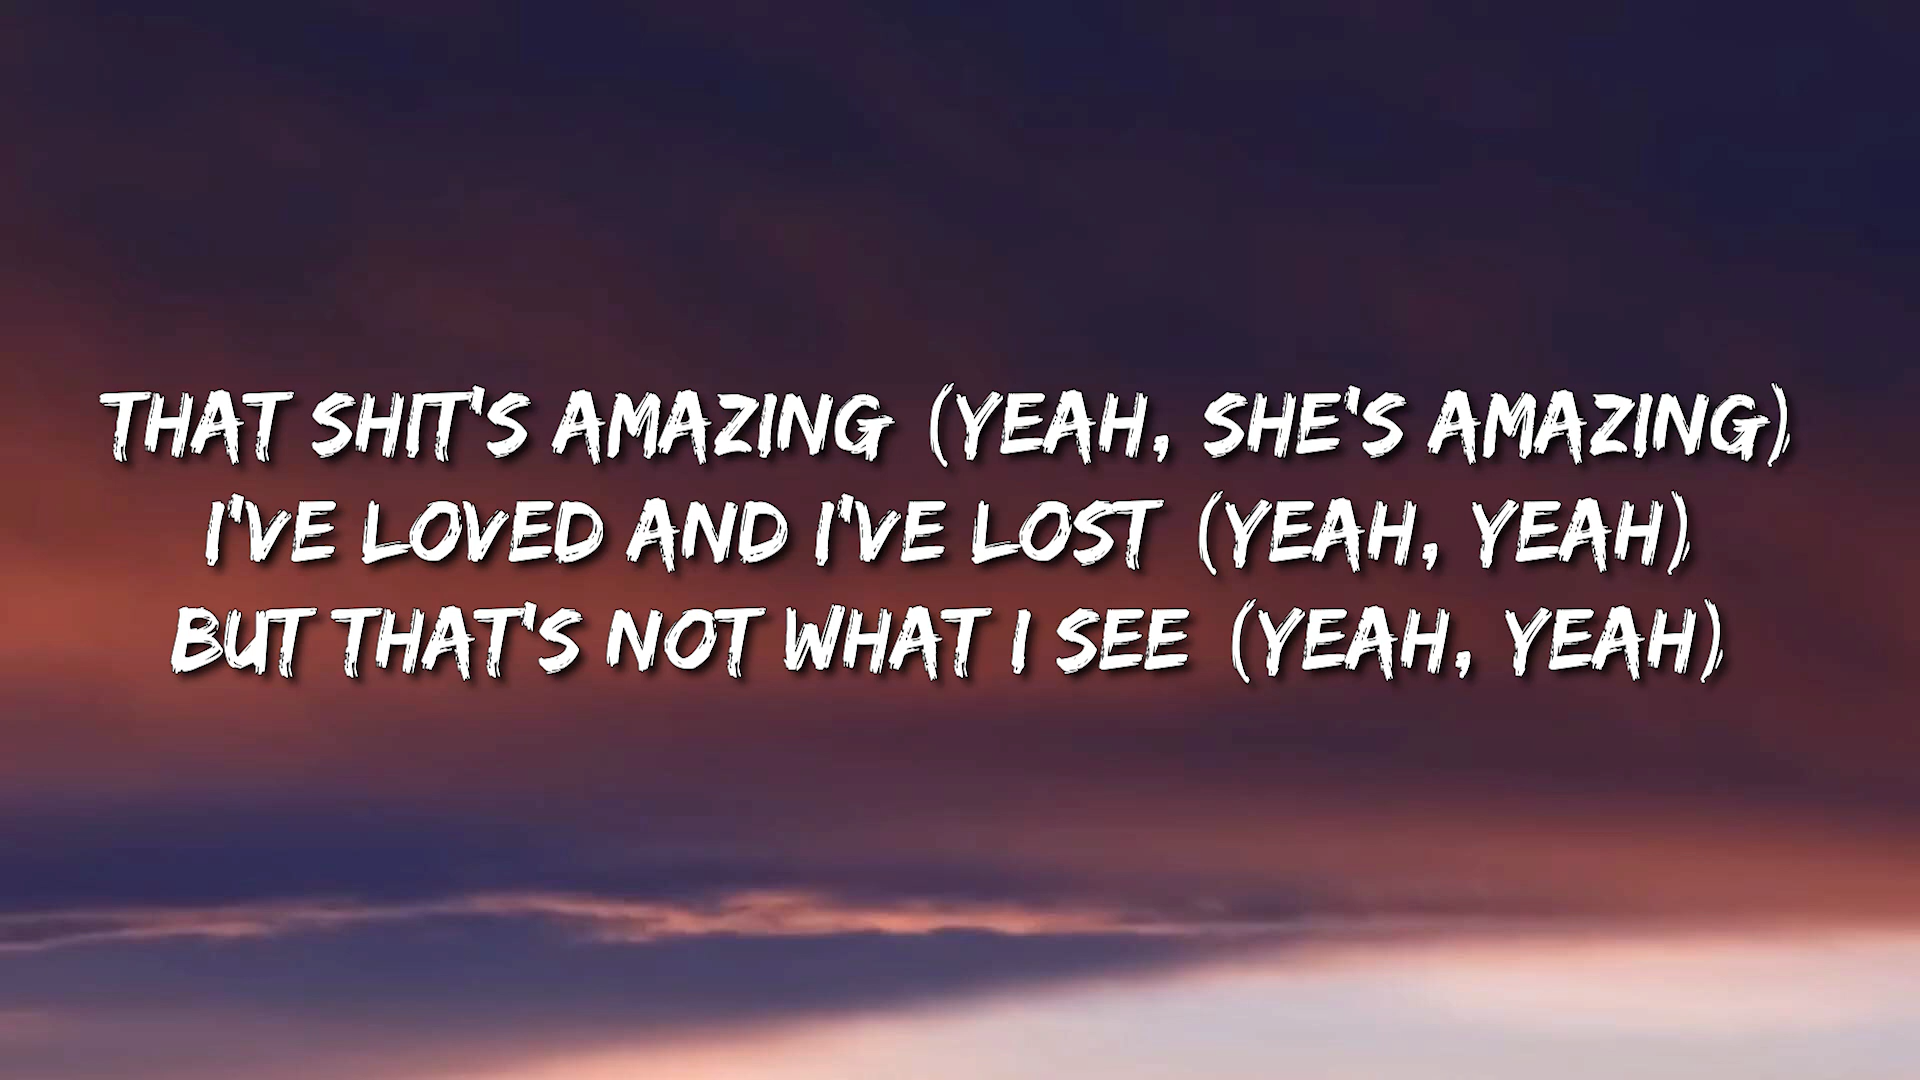 THAT SHIT'S AMAZING (YEAH, SHE'S AMAZING)
I'VE LOVED AND I'VE LOST (YEAH, YEAH)
BUT THAT'S NOT WHAT I SEE (YEAH, YEAH)